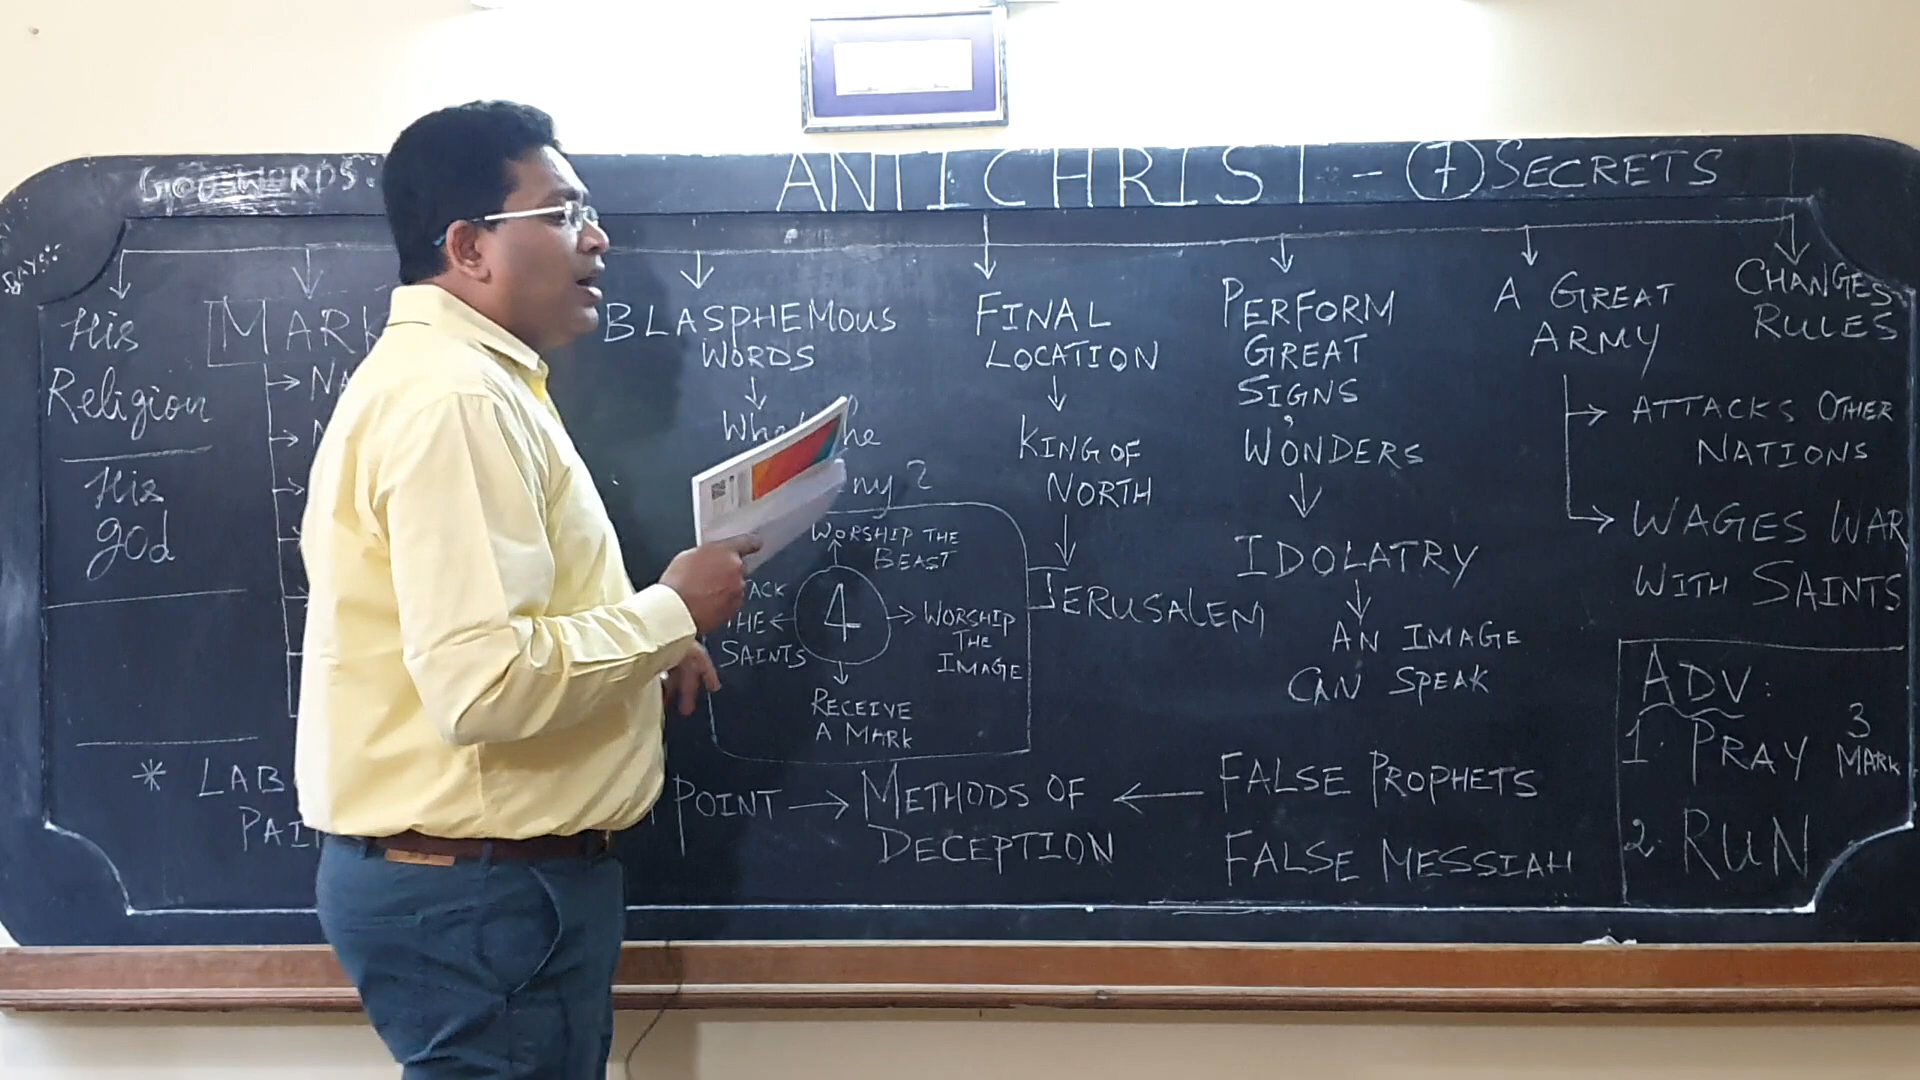 ANTICHRIST - 7 SECRETS
GOD WORDS:
DAYS:
His
Religion
His
god
MARK
BLASPHEMOUS
WORDS
WORSHIP THE
BEAST
4
THE
SAINTS
WORSHIP
THE
IMAGE
RECEIVE
A MARK
FINAL
LOCATION
KING OF
NORTH
JERUSALEM
PERFORM
GREAT
SIGNS
WONDERS
IDOLATRY
AN IMAGE
CAN SPEAK
A GREAT
ARMY
ATTACKS OTHER
NATIONS
WAGES WAR
WITH SAINTS
CHANGES
RULES
* 
POINT → METHODS OF
DECEPTION
← FALSE PROPHETS
FALSE MESSIAH
ADV:
1. PRAY 3
MARK
2. RUN